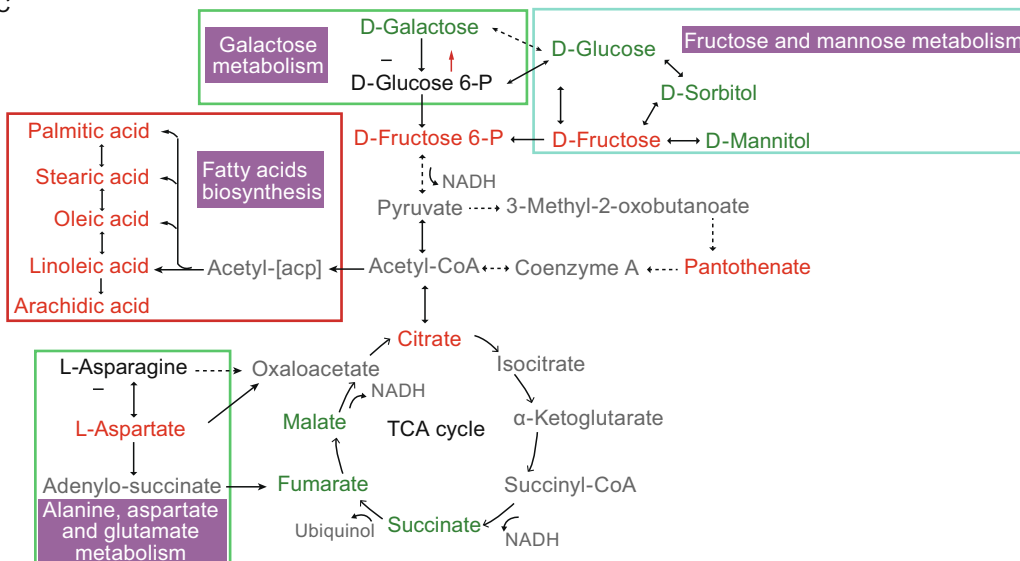 C
D-Galactose
Galactose
metabolism
–
D-Glucose 6-P
D-Glucose
Fructose and mannose metabolism
D-Sorbitol
D-Fructose 6-P
D-Fructose
D-Mannitol
Palmitic acid
Stearic acid
Oleic acid
Linoleic acid
Arachidic acid
Fatty acids
biosynthesis
Acetyl-[acp]
NADH
Pyruvate
3-Methyl-2-oxobutanoate
Acetyl-CoA
Coenzyme A
Pantothenate
Citrate
Isocitrate
α-Ketoglutarate
Succinyl-CoA
NADH
Succinate
Ubiquinol
Fumarate
Malate
NADH
Oxaloacetate
TCA cycle
L-Asparagine
–
L-Aspartate
Adenylo-succinate
Alanine, aspartate
and glutamate
metabolism